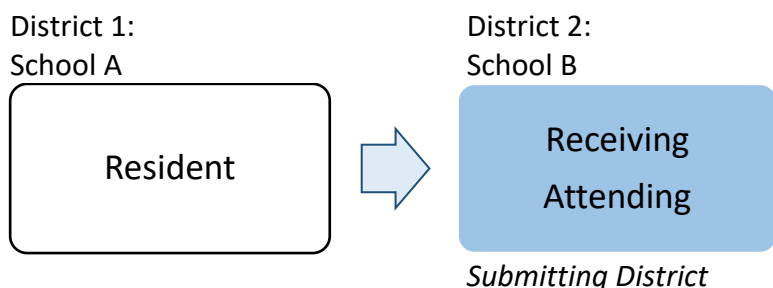 District 1:
School A
Resident
District 2:
School B
Receiving
Attending
Submitting District